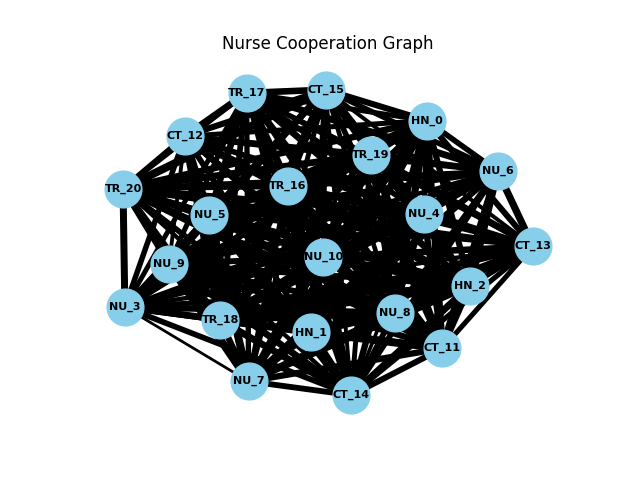 Nurse Cooperation Graph
TR_17
CT_15
HN_0
CT_12
TR_19
NU_6
TR_16
TR_20
NU_5
NU_4
CT_13
NU_10
NU_9
HN_2
NU_3
NU_8
TR_18
HN_1
CT_11
NU_7
CT_14